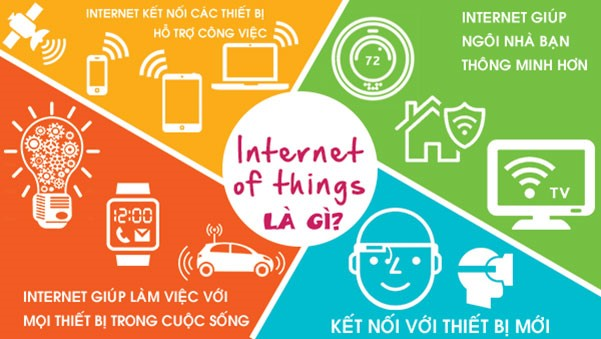 INTERNET KẾT NỐI CÁC THIẾT BỊ
HỖ TRỢ CÔNG VIỆC
INTERNET GIÚP
NGÔI NHÀ BẠN
THÔNG MINH HƠN
72
Internet
of things
LÀ GÌ?
TV
12:00
INTERNET GIÚP LÀM VIỆC VỚI
MỌI THIẾT BỊ TRONG CUỘC SỐNG
KẾT NỐI VỚI THIẾT BỊ MỚI